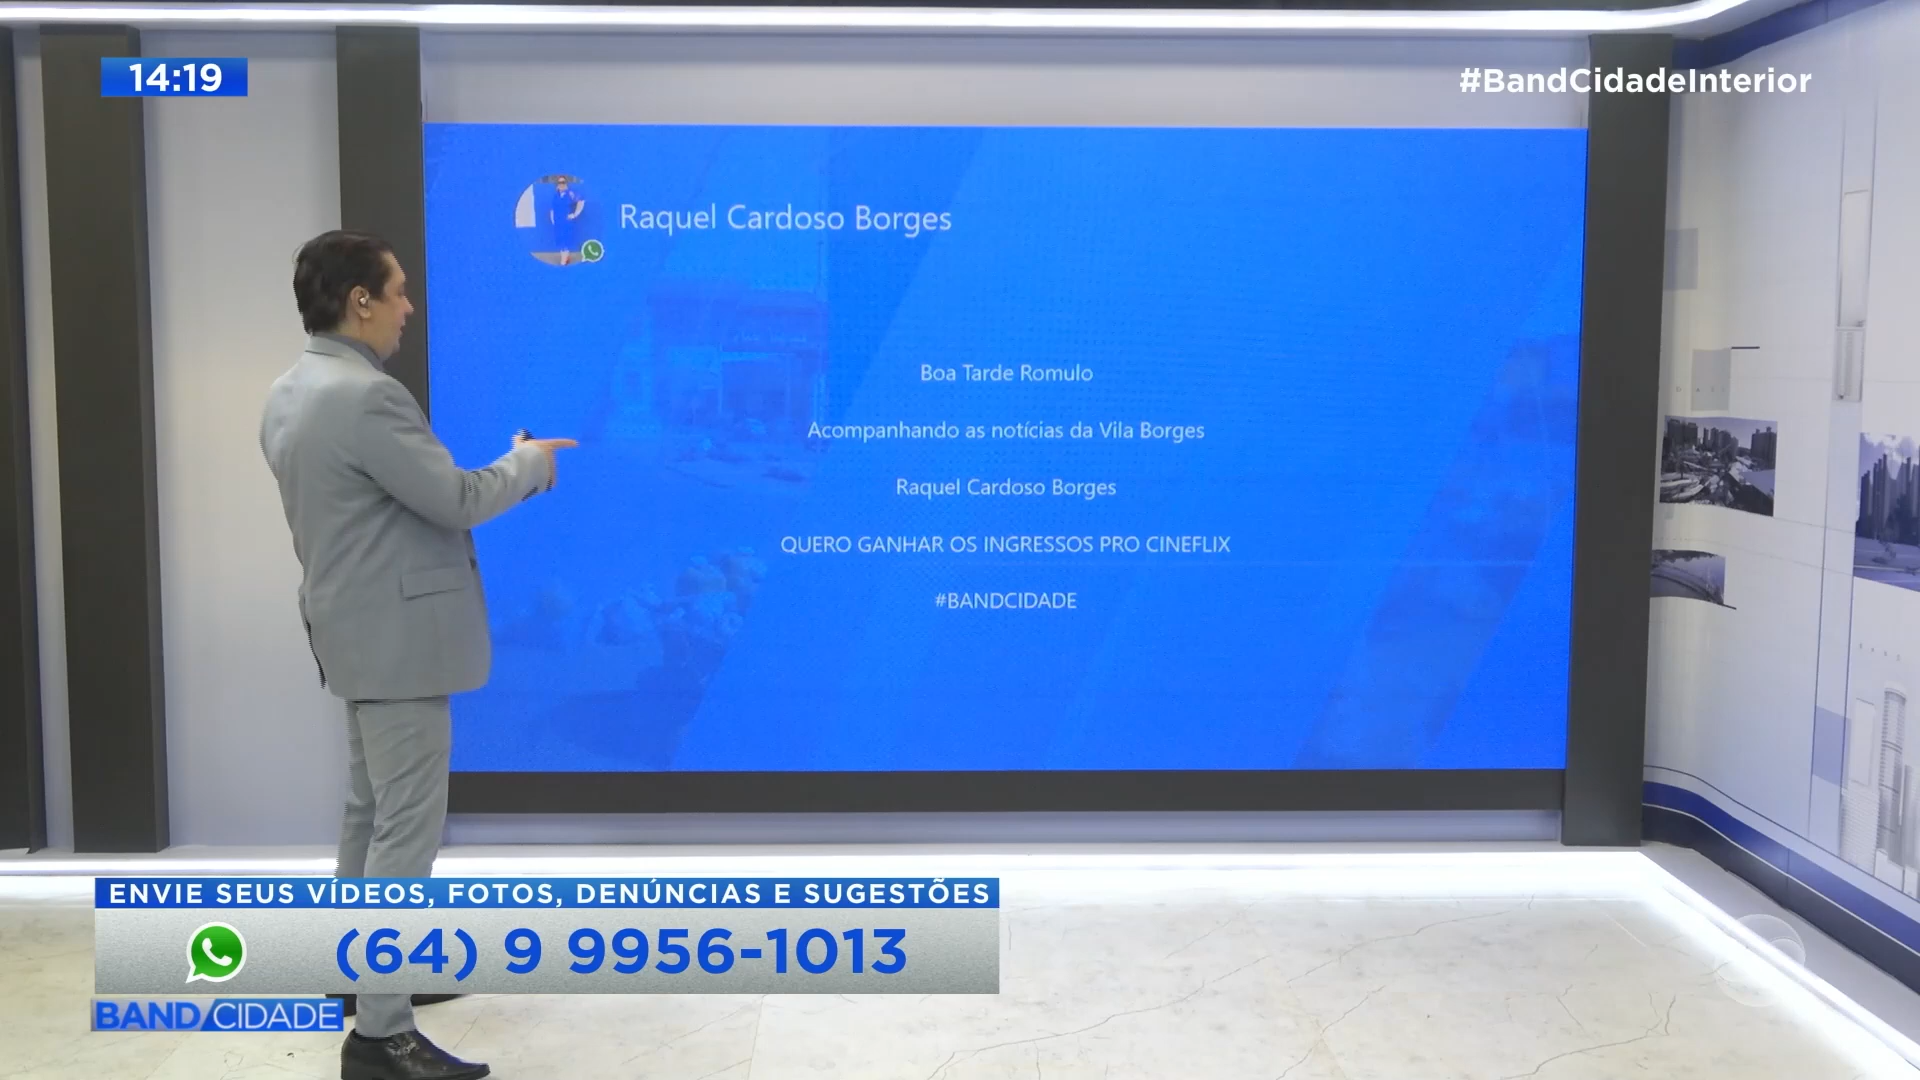 14:19
#BandCidadeInterior
Raquel Cardoso Borges
Boa Tarde Romulo
Acompanhando as notícias da Vila Borges
Raquel Cardoso Borges
QUERO GANHAR OS INGRESSOS PRO CINEFLIX
#BANDCIDADE
ENVIE SEUS VÍDEOS, FOTOS, DENÚNCIAS E SUGESTÕES
(64) 9 9956-1013
BAND/CIDADE